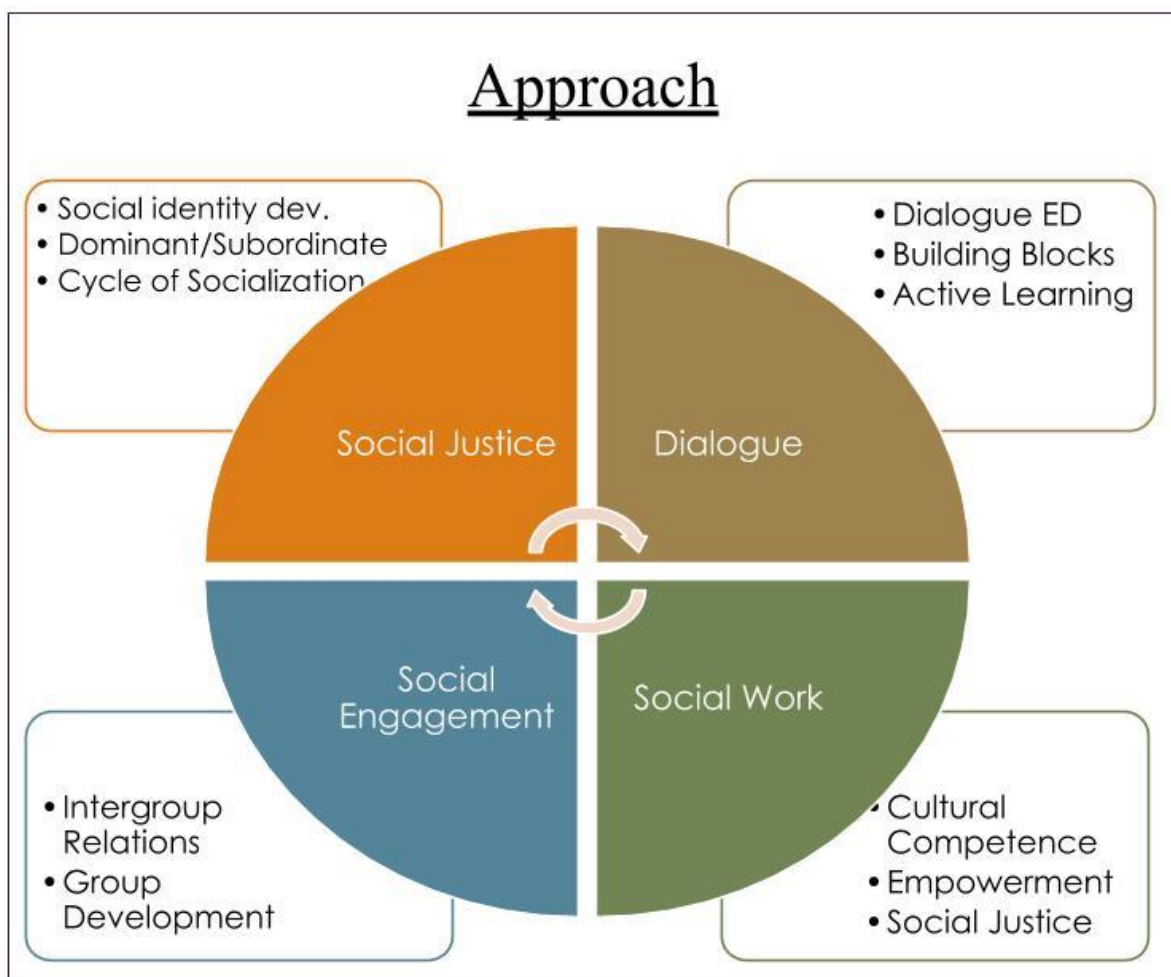 Approach
• Social identity dev.
• Dominant/Subordinate
• Cycle of Socialization
• Dialogue ED
• Building Blocks
• Active Learning
Social Justice
Dialogue
Social
Engagement
Social Work
• Intergroup
Relations
• Group
Development
• Cultural
Competence
• Empowerment
• Social Justice